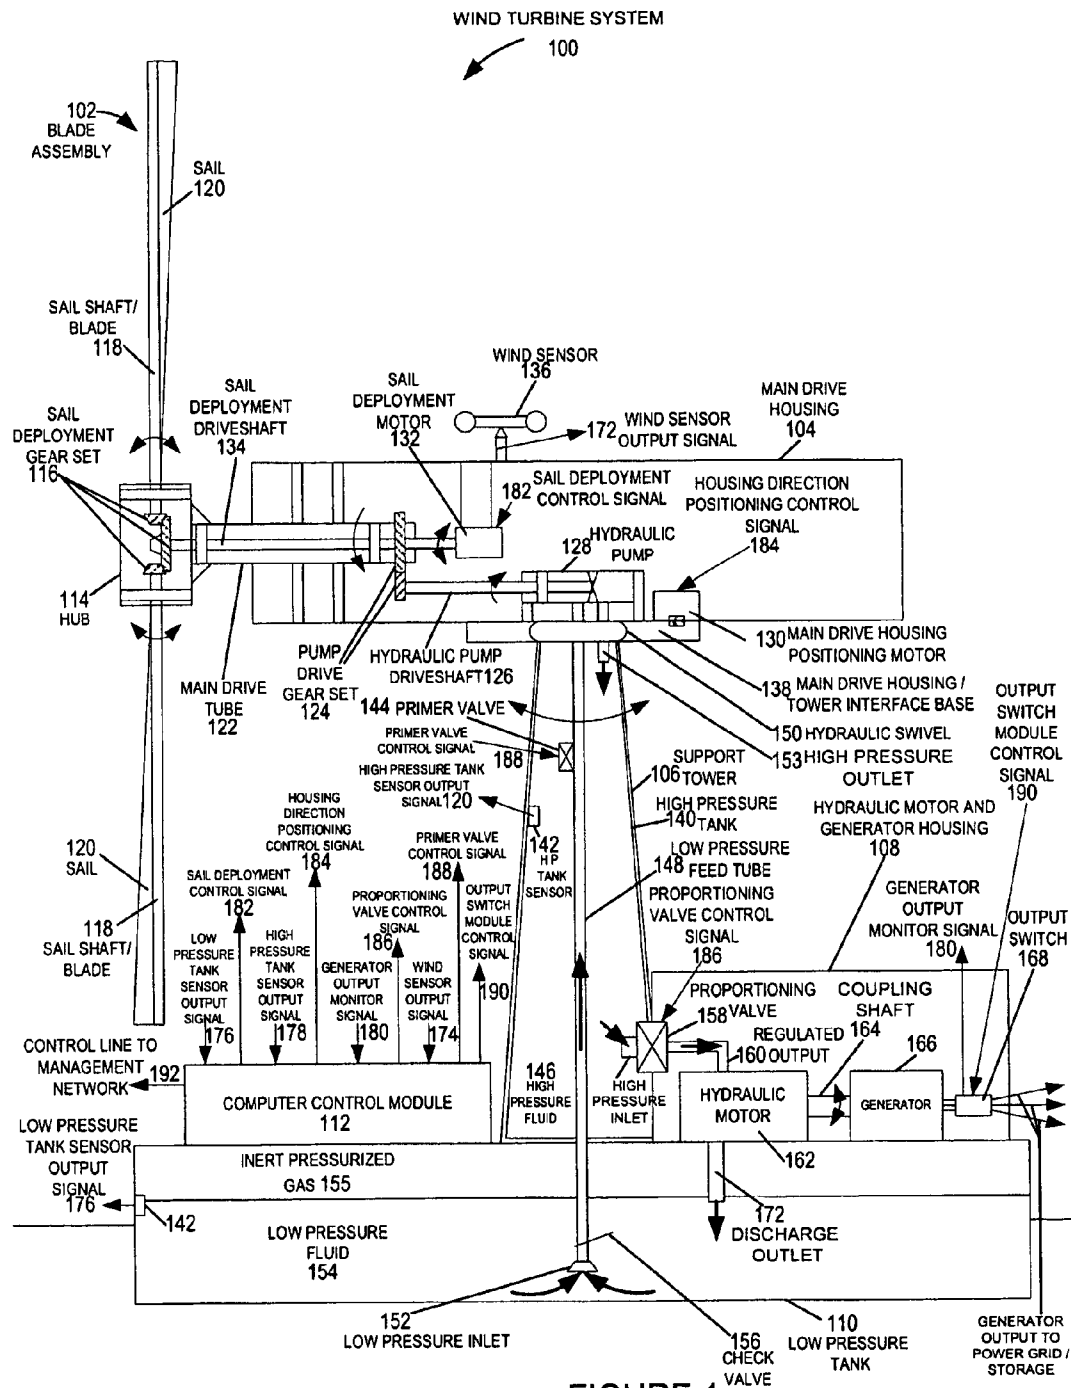 WIND TURBINE SYSTEM
100
102
BLADE
ASSEMBLY
SAIL
120
SAIL SHAFT/
BLADE
118
SAIL
DEPLOYMENT
GEAR SET
116
SAIL
DEPLOYMENT
DRIVESHAFT
134
SAIL
DEPLOYMENT
MOTOR
132
WIND SENSOR
136
172 WIND SENSOR
OUTPUT SIGNAL
MAIN DRIVE
HOUSING
104
SAIL DEPLOYMENT
182 CONTROL SIGNAL
HOUSING DIRECTION
POSITIONING CONTROL
SIGNAL
184
128 HYDRAULIC
PUMP
114
HUB
MAIN DRIVE
TUBE
122
PUMP
DRIVE
GEAR SET
124
HYDRAULIC PUMP
DRIVESHAFT 126
130 MAIN DRIVE HOUSING
POSITIONING MOTOR
138 MAIN DRIVE HOUSING /
TOWER INTERFACE BASE
150 HYDRAULIC SWIVEL
153 HIGH PRESSURE
OUTLET
OUTPUT
SWITCH
MODULE
CONTROL
SIGNAL
190
144 PRIMER VALVE
PRIMER VALVE
CONTROL SIGNAL
188
HIGH PRESSURE TANK
SENSOR OUTPUT
SIGNAL 120
142
HP
TANK
SENSOR
106 SUPPORT
TOWER
140 HIGH PRESSURE
TANK
148 LOW PRESSURE
FEED TUBE
PROPORTIONING
VALVE CONTROL
SIGNAL
186
HYDRAULIC MOTOR AND
GENERATOR HOUSING
108
GENERATOR
OUTPUT
MONITOR SIGNAL
180
OUTPUT
SWITCH
168
120
SAIL
118
SAIL SHAFT/
BLADE
HOUSING
DIRECTION
POSITIONING
CONTROL SIGNAL
184
SAIL DEPLOYMENT
CONTROL SIGNAL
182
PRIMER VALVE
CONTROL SIGNAL
188
PROPORTIONING
VALVE CONTROL
SIGNAL
186
OUTPUT
SWITCH
MODULE
CONTROL
SIGNAL
190
LOW
PRESSURE
TANK
SENSOR
OUTPUT
SIGNAL
176
HIGH
PRESSURE
TANK
SENSOR
OUTPUT
SIGNAL
178
GENERATOR
OUTPUT
MONITOR
SIGNAL
180
WIND
SENSOR
OUTPUT
SIGNAL
174
PROPORTIONING
158 VALVE
REGULATED
160 OUTPUT
COUPLING
SHAFT
164
166
CONTROL LINE TO
MANAGEMENT
NETWORK
192
COMPUTER CONTROL MODULE
112
146
HIGH
PRESSURE
FLUID
HIGH
PRESSURE
INLET
HYDRAULIC
MOTOR
162
GENERATOR
LOW PRESSURE
TANK SENSOR
OUTPUT
SIGNAL
176
142
INERT PRESSURIZED
GAS 155
LOW PRESSURE
FLUID
154
172
DISCHARGE
OUTLET
152
LOW PRESSURE INLET
156
CHECK
VALVE
110
LOW PRESSURE
TANK
GENERATOR
OUTPUT TO
POWER GRID /
STORAGE
FIGURE 1